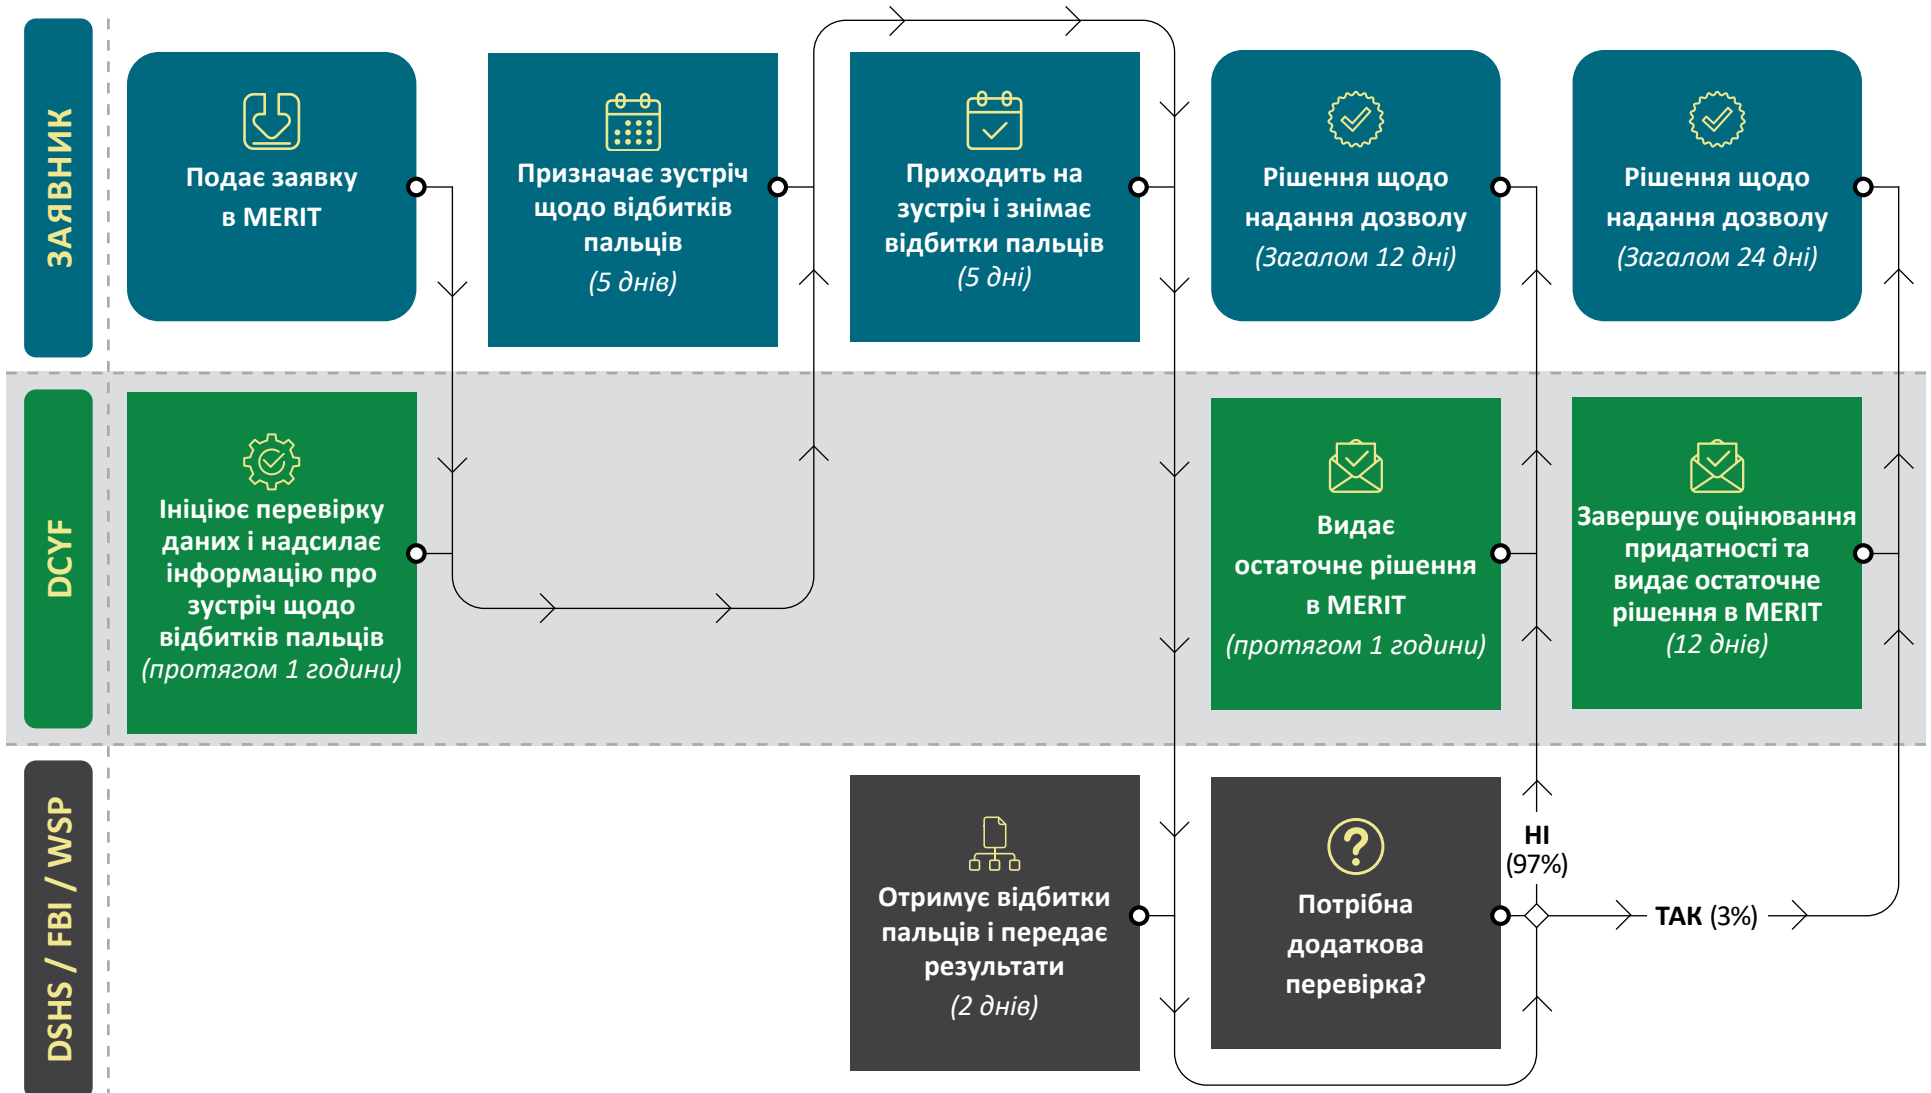 ЗАЯВНИК
Подає заявку
в MERIT
Призначає зустріч
щодо відбитків
пальців
(5 днів)
Приходить на
зустріч і знімає
відбитки пальців
(5 дні)
Рішення щодо
надання дозволу
(Загалом 12 дні)
Рішення щодо
надання дозволу
(Загалом 24 дні)
DCYF
Ініціює перевірку
даних і надсилає
інформацію про
зустріч щодо
відбитків пальців
(протягом 1 години)
Видає
остаточне рішення
в MERIT
(протягом 1 години)
Завершує оцінювання
придатності та
видає остаточне
рішення в MERIT
(12 днів)
DSHS / FBI / WSP
Отримує відбитки
пальців і передає
результати
(2 днів)
Потрібна
додаткова
перевірка?
НІ
(97%)
ТАК (3%)